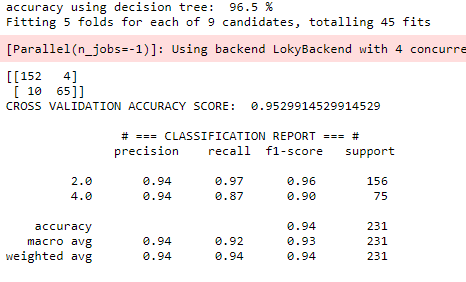 accuracy using decision tree:  96.5 %
Fitting 5 folds for each of 9 candidates, totalling 45 fits
[Parallel(n_jobs=-1)]: Using backend LokyBackend with 4 concurre
[[152   4]
 [ 10  65]]
CROSS VALIDATION ACCURACY SCORE:  0.9529914529914529
# === CLASSIFICATION REPORT === #
precision    recall  f1-score   support
2.0       0.94      0.97      0.96       156
4.0       0.94      0.87      0.90        75
accuracy                           0.94       231
macro avg       0.94      0.92      0.93       231
weighted avg       0.94      0.94      0.94       231